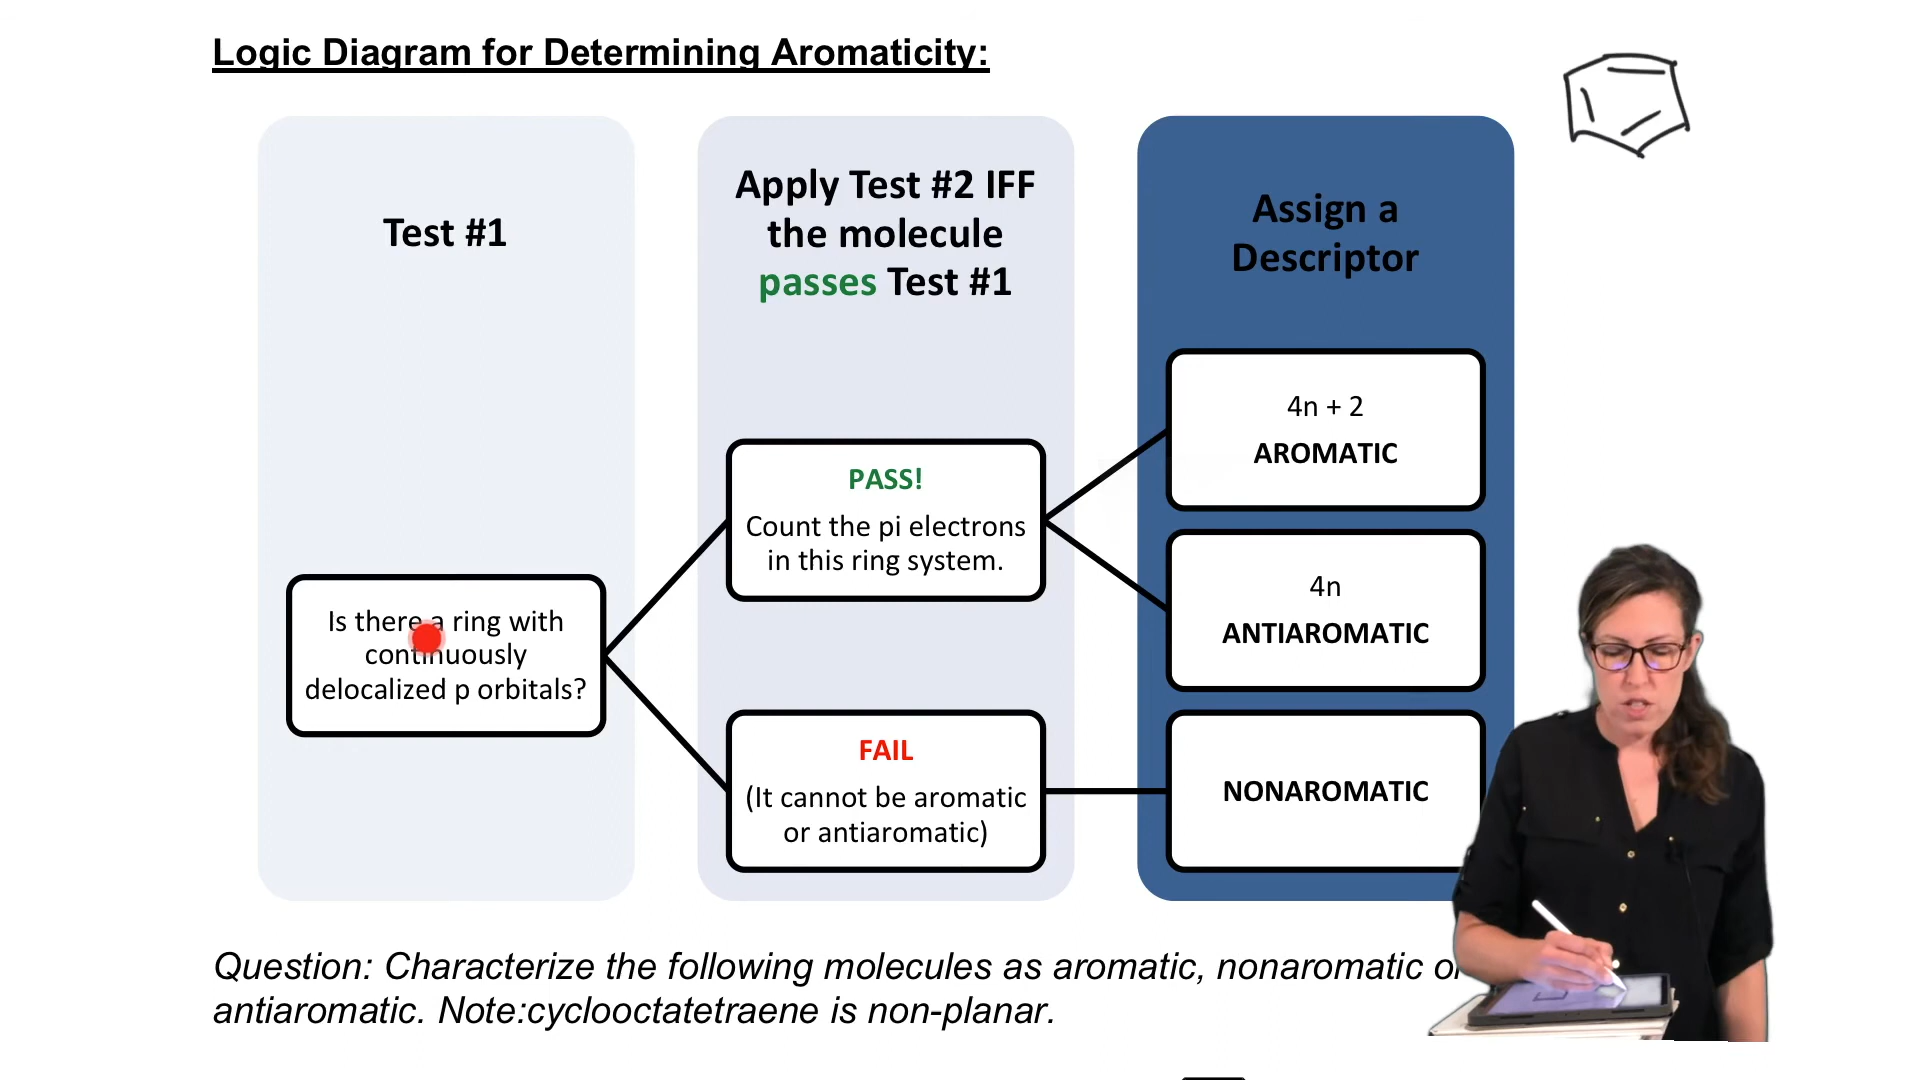 Logic Diagram for Determining Aromaticity:
Test #1
Apply Test #2 IFF
the molecule
passes Test #1
Assign a
Descriptor
Is there a ring with
continuously
delocalized p orbitals?
PASS!
Count the pi electrons
in this ring system.
FAIL
(It cannot be aromatic
or antiaromatic)
4n + 2
AROMATIC
4n
ANTIAROMATIC
NONAROMATIC
Question: Characterize the following molecules as aromatic, nonaromatic or
antiaromatic. Note:cyclooctatetraene is non-planar.